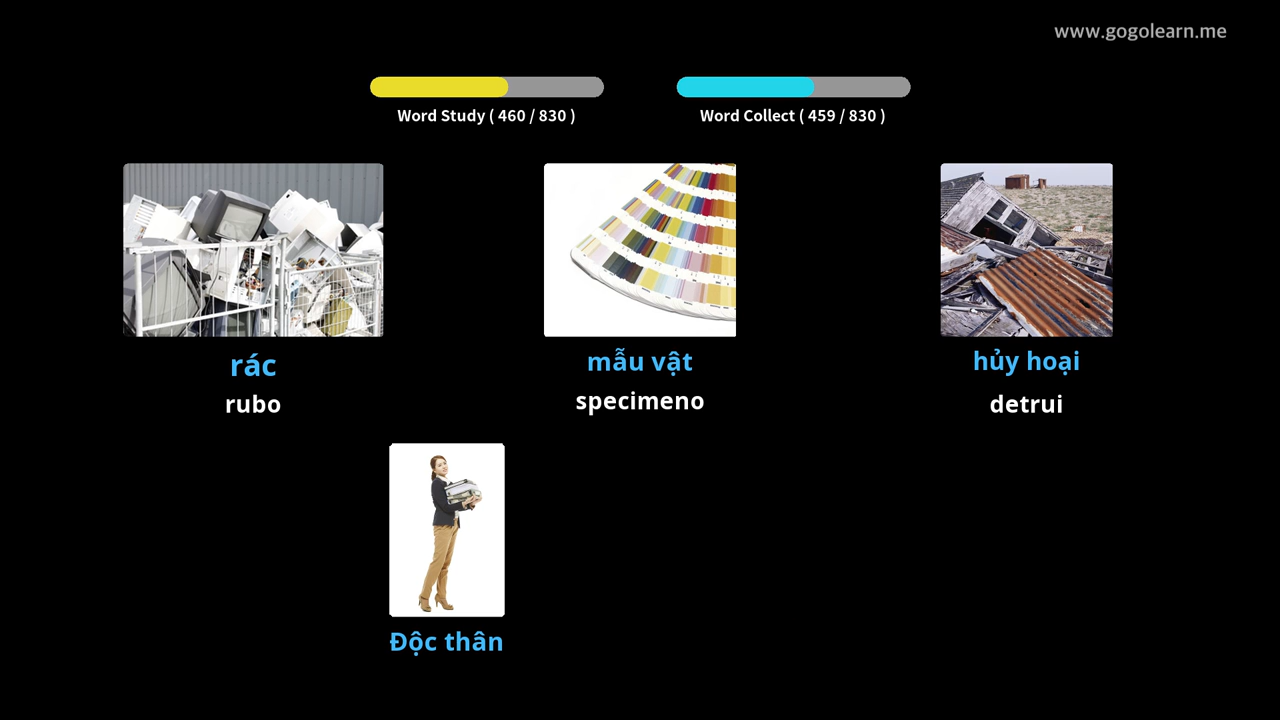 www.gogolearn.me
Word Study ( 460 / 830 )
Word Collect ( 459 / 830 )
rác
mẫu vật
hủy hoại
rubo
specimeno
detrui
Độc thân